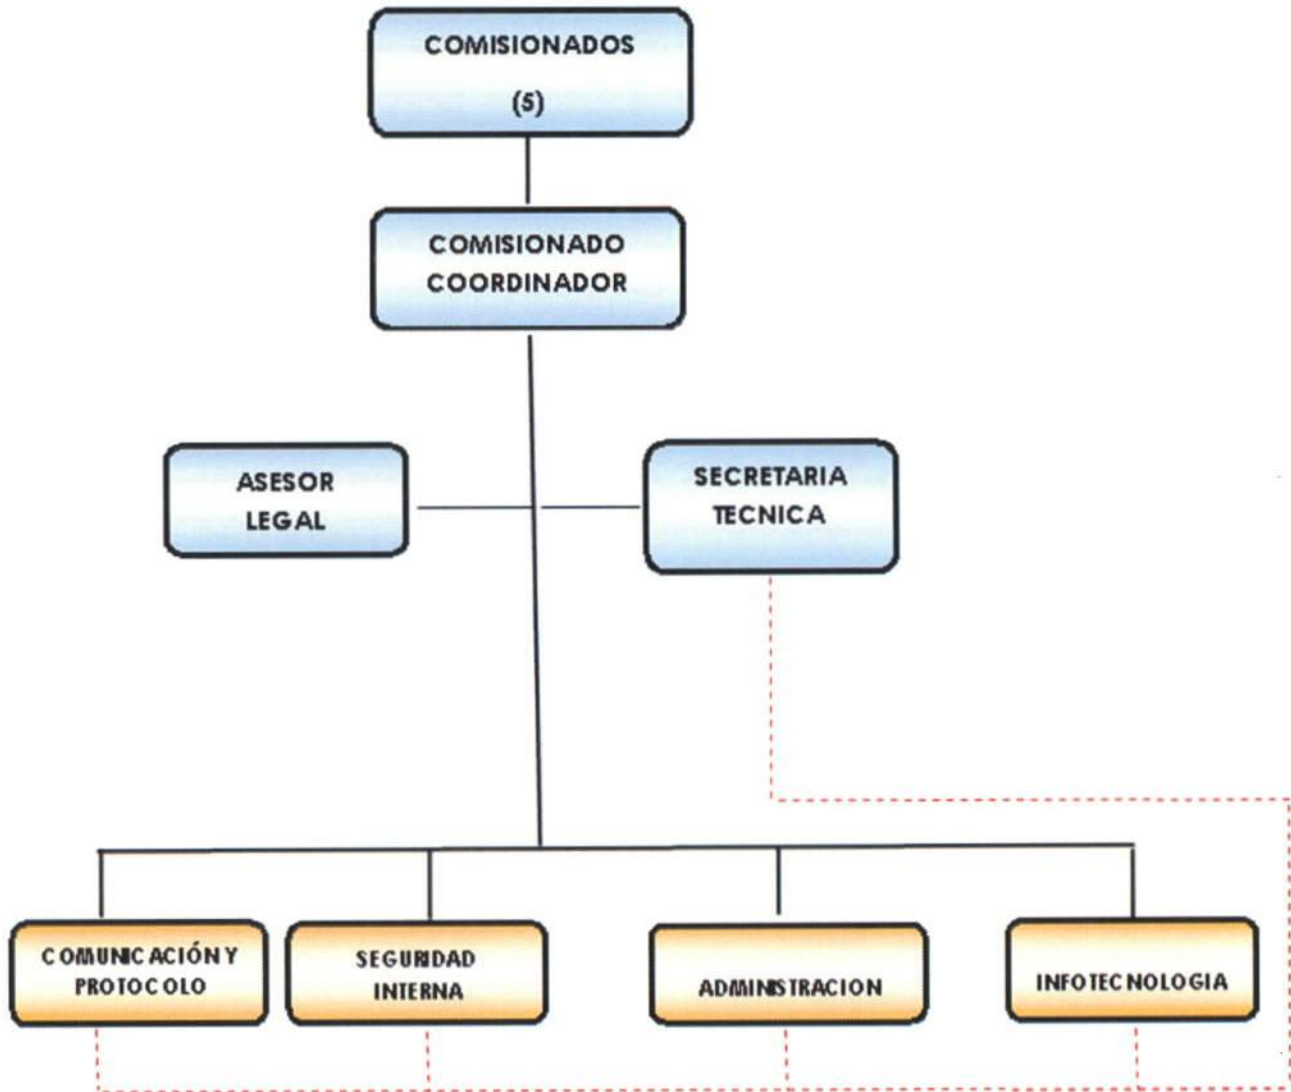 COMISIONADOS
(5)
COMISIONADO
COORDINADOR
ASESOR
LEGAL
SECRETARIA
TECNICA
COMUNICACIÓN Y
PROTOCOLO
SEGURIDAD
INTERNA
ADMINISTRACION
INFOTECNOLOGIA